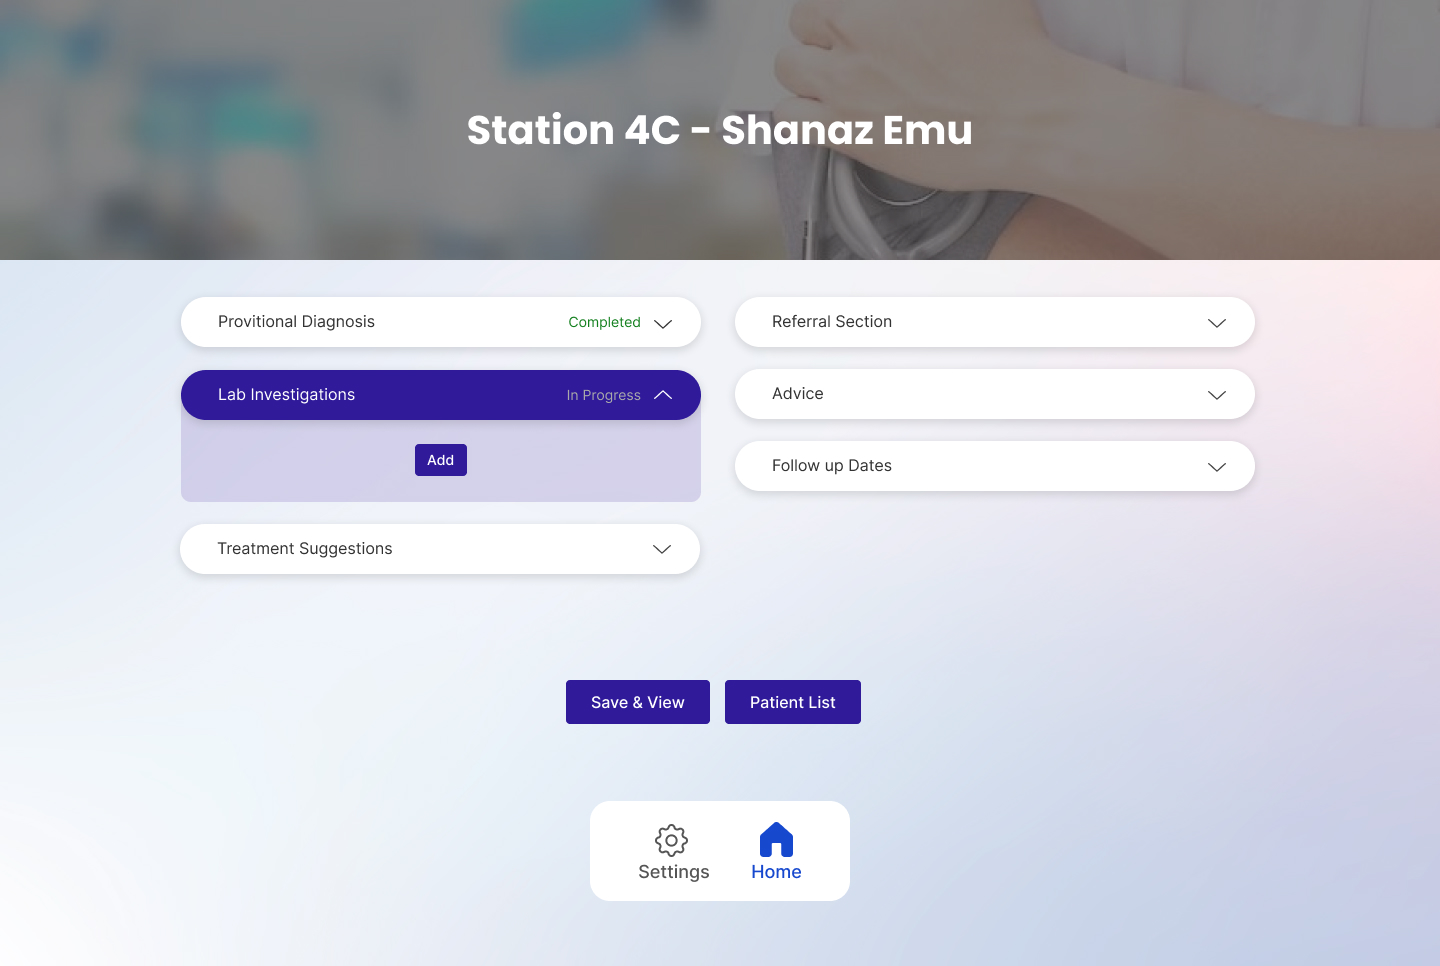 Station 4C - Shanaz Emu
Provitional Diagnosis
Completed
Lab Investigations
In Progress
Add
Treatment Suggestions
Referral Section
Advice
Follow up Dates
Save & View
Patient List
Settings
Home